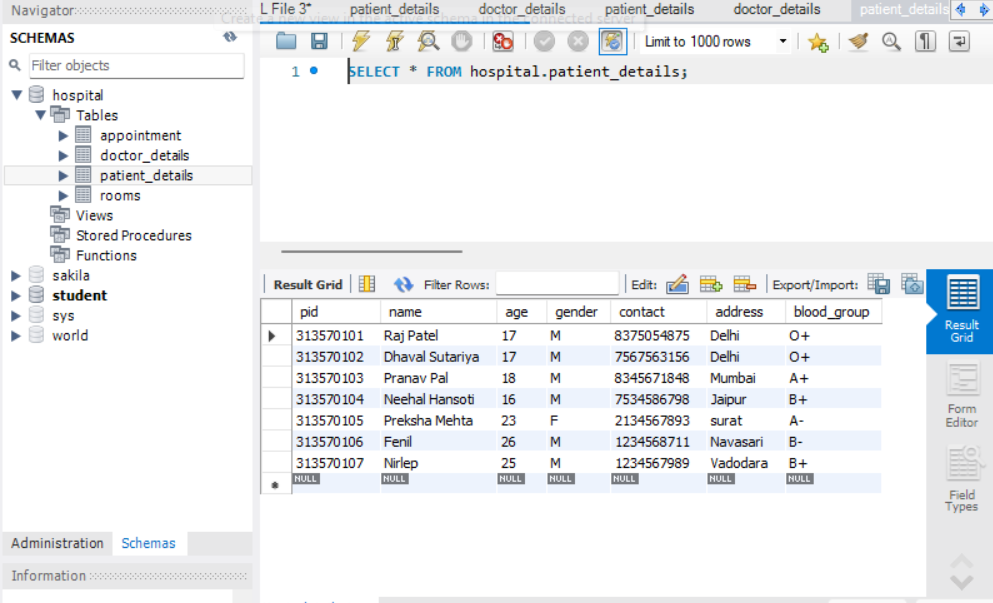 Navigator
Create a new view in the active schema in the connected server
L File 3* patient_details doctor_details patient_details doctor_details patient_details
SCHEMAS
Filter objects
Limit to 1000 rows
1 SELECT * FROM hospital.patient_details;
hospital
Tables
appointment
doctor_details
patient_details
rooms
Views
Stored Procedures
Functions
sakila
student
sys
world
Result Grid Filter Rows: Edit: Export/Import:
pid name age gender contact address blood_group
313570101 Raj Patel 17 M 8375054875 Delhi O+
313570102 Dhaval Sutariya 17 M 7567563156 Delhi O+
313570103 Pranav Pal 18 M 8345671848 Mumbai A+
313570104 Neehal Hansoti 16 M 7534586798 Jaipur B+
313570105 Preksha Mehta 23 F 2134567893 surat A-
313570106 Fenil 26 M 1234568711 Navasari B-
313570107 Nirlep 25 M 1234567989 Vadodara B+
NULL NULL NULL NULL NULL NULL NULL
Result
Grid
Form
Editor
Field
Types
Administration Schemas
Information